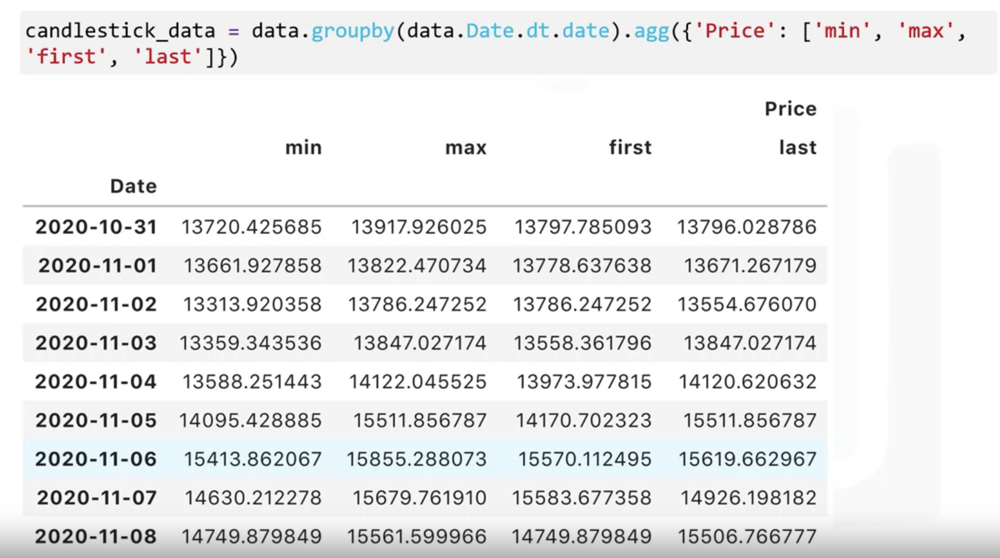 candlestick_data = data.groupby(data.Date.dt.date).agg({'Price': ['min', 'max',
'first', 'last']})
Price
min max first last
Date
2020-10-31 13720.425685 13917.926025 13797.785093 13796.028786
2020-11-01 13661.927858 13822.470734 13778.637638 13671.267179
2020-11-02 13313.920358 13786.247252 13786.247252 13554.676070
2020-11-03 13359.343536 13847.027174 13558.361796 13847.027174
2020-11-04 13588.251443 14122.045525 13973.977815 14120.620632
2020-11-05 14095.428885 15511.856787 14170.702323 15511.856787
2020-11-06 15413.862067 15855.288073 15570.112495 15619.662967
2020-11-07 14630.212278 15679.761910 15583.677358 14926.198182
2020-11-08 14749.879849 15561.599966 14749.879849 15506.766777